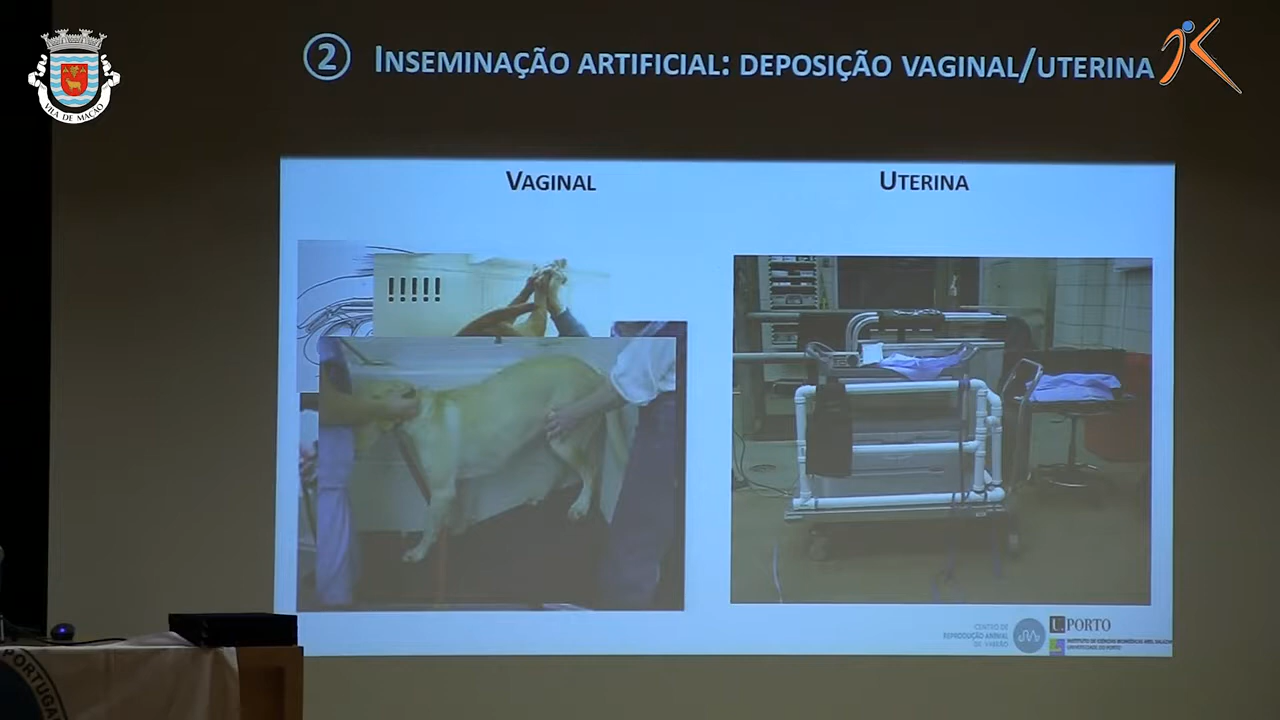 VILA DE MAÇÃO
2 INSEMINAÇÃO ARTIFICIAL: DEPOSIÇÃO VAGINAL/UTERINA
VAGINAL
UTERINA
CENTRO DE
REPRODUÇÃO ANIMAL
DE VAIRÃO
U.PORTO
INSTITUTO DE CIÊNCIAS BIOMÉDICAS ABEL SALAZAR
UNIVERSIDADE DO PORTO
PORTUGA